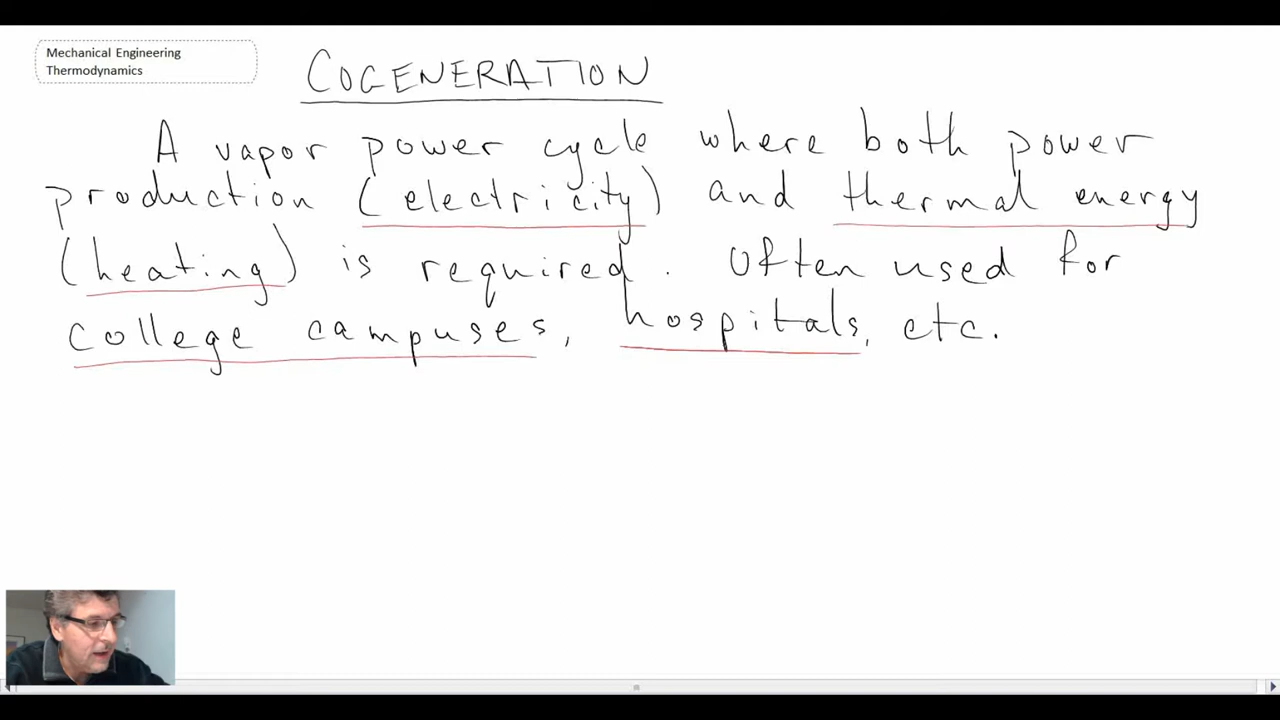 Mechanical Engineering
Thermodynamics
COGENERATION
A vapor power cycle where both power
production (electricity) and thermal energy
(heating) is required. Often used for
college campuses, hospitals, etc.